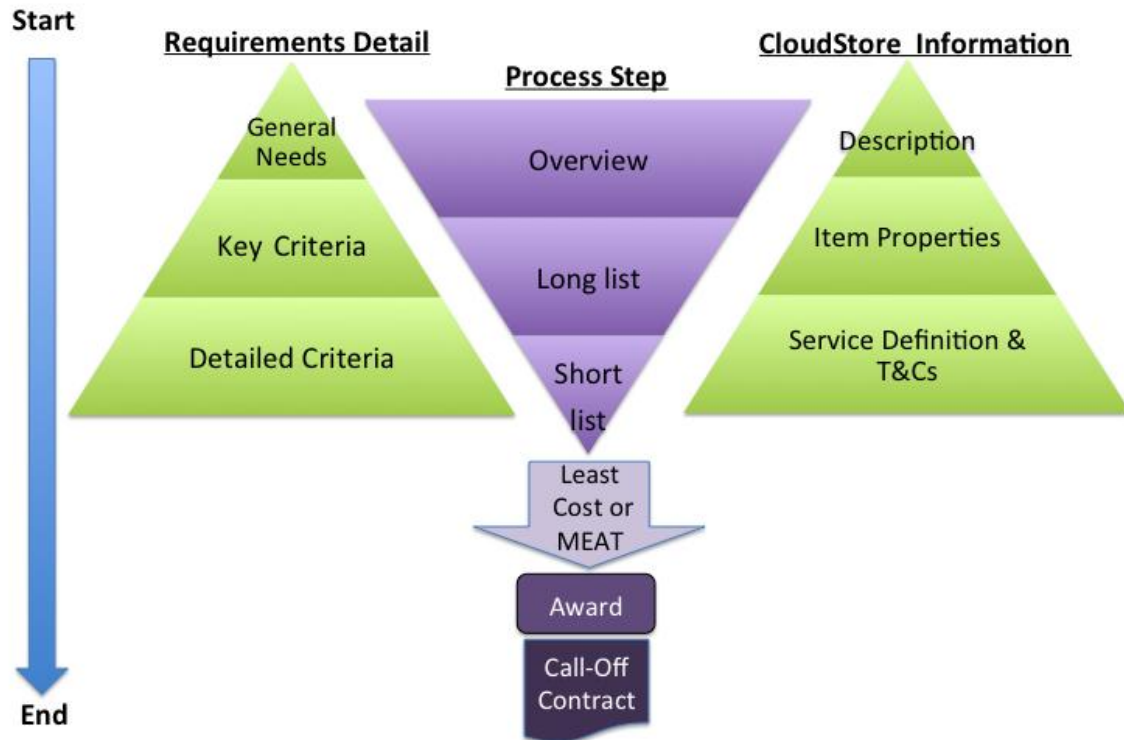 Start
Requirements Detail
General
Needs
Key Criteria
Detailed Criteria
Process Step
Overview
Long list
Short
list
CloudStore Information
Description
Item Properties
Service Definition &
T&Cs
Least
Cost or
MEAT
Award
Call-Off
Contract
End